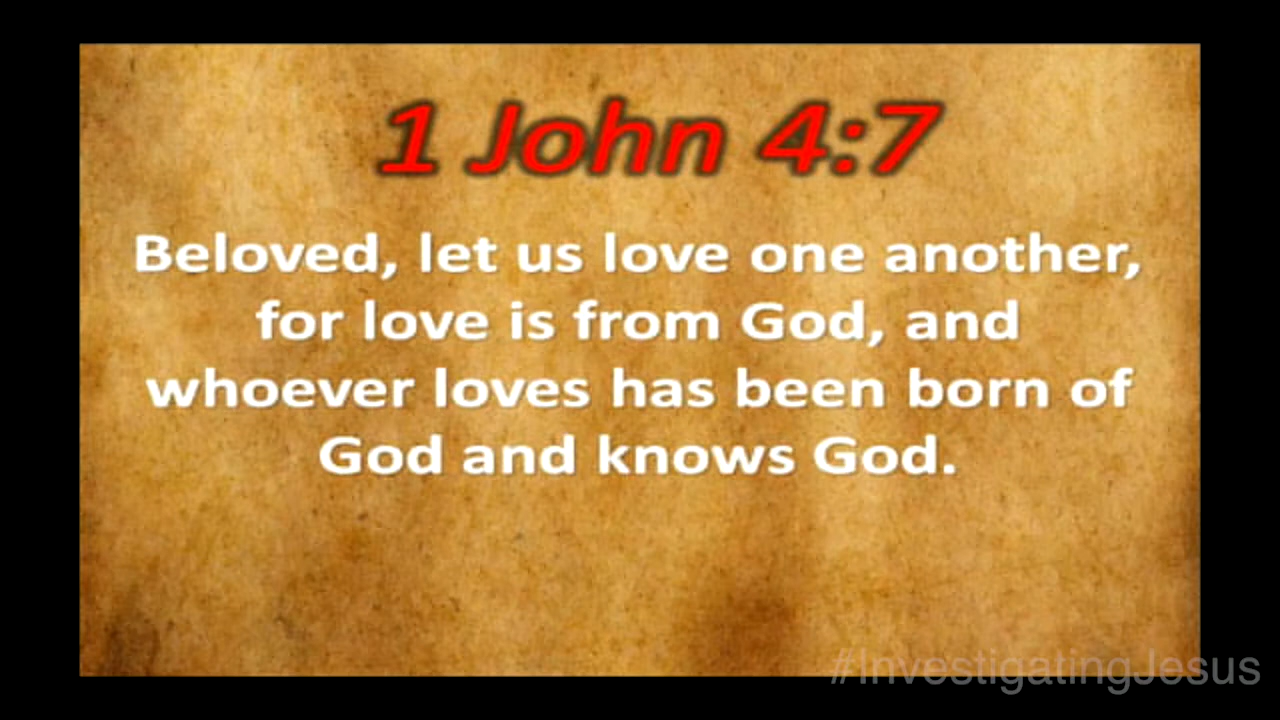 1 John 4:7
Beloved, let us love one another,
for love is from God, and
whoever loves has been born of
God and knows God.
#InvestigatingJesus